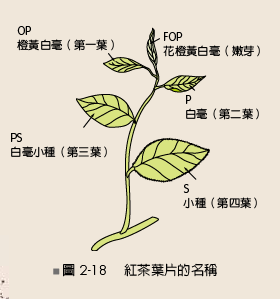 OP
橙黃白毫（第一葉）
FOP
花橙黃白毫（嫩芽）
P
白毫（第二葉）
PS
白毫小種（第三葉）
S
小種（第四葉）
■圖 2-18 紅茶葉片的名稱